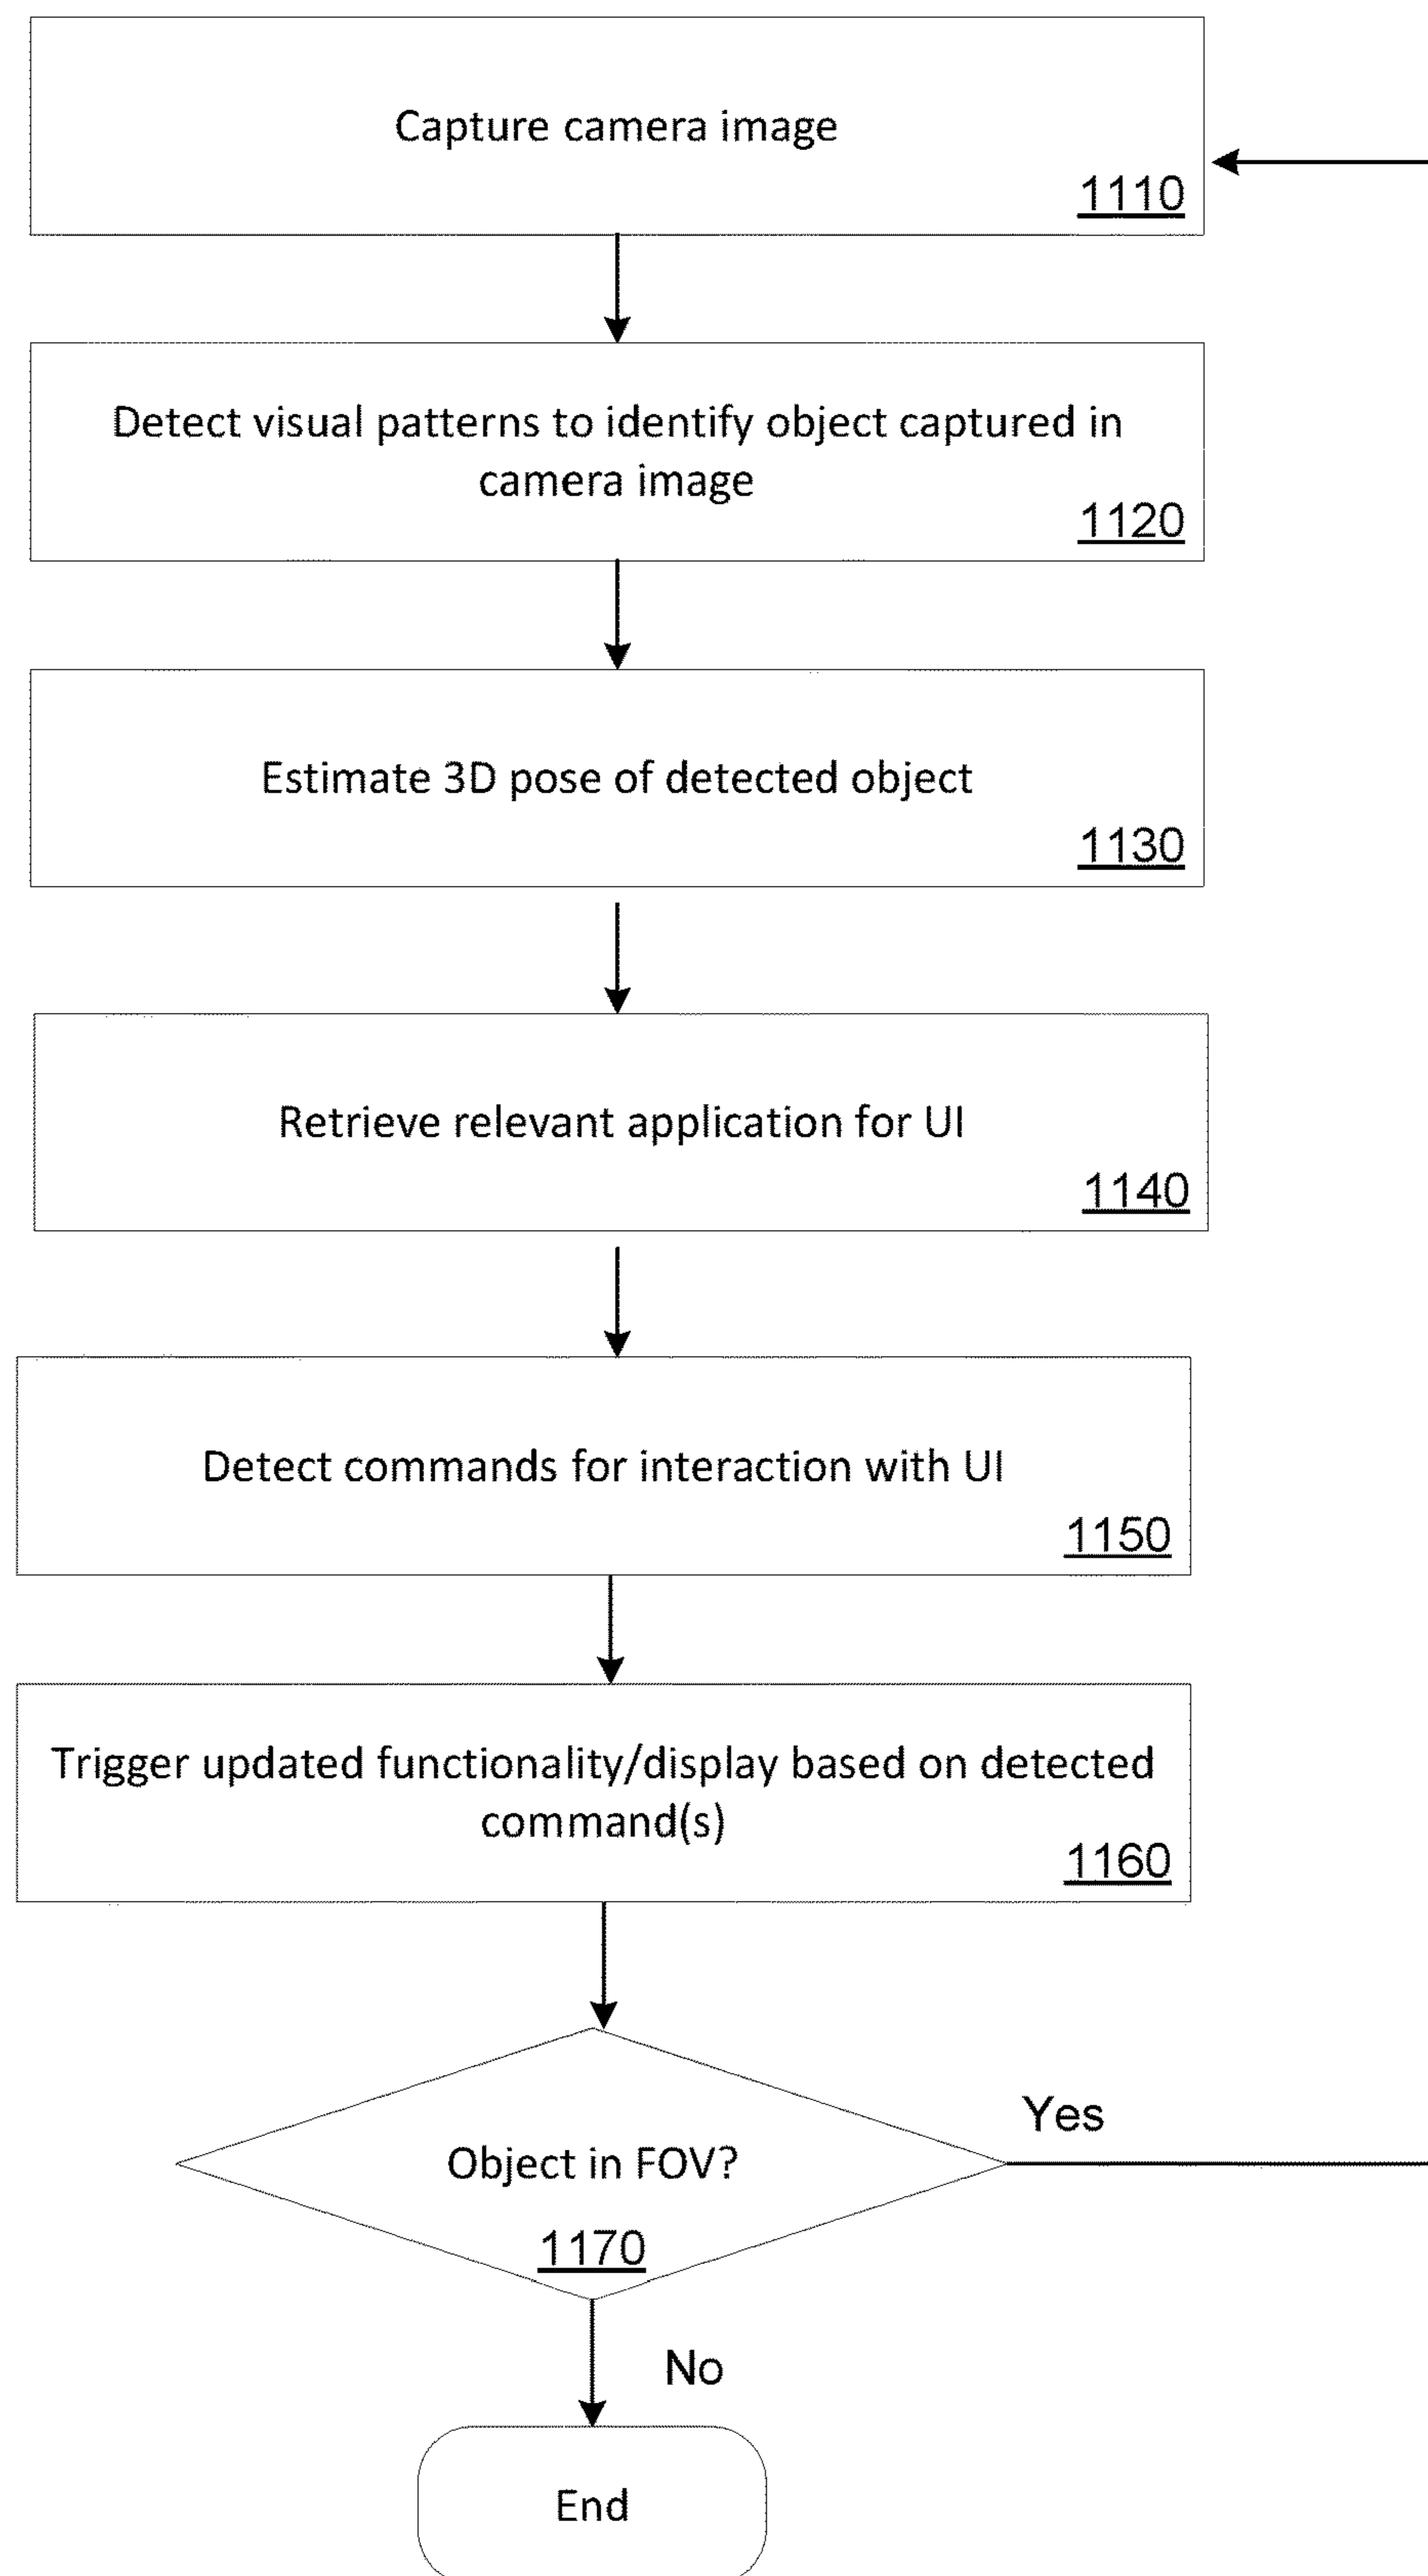 Capture camera image
1110
Detect visual patterns to identify object captured in
camera image
1120
Estimate 3D pose of detected object
1130
Retrieve relevant application for UI
1140
Detect commands for interaction with UI
1150
Trigger updated functionality/display based on detected
command(s)
1160
Yes
Object in FOV?
1170
No
End